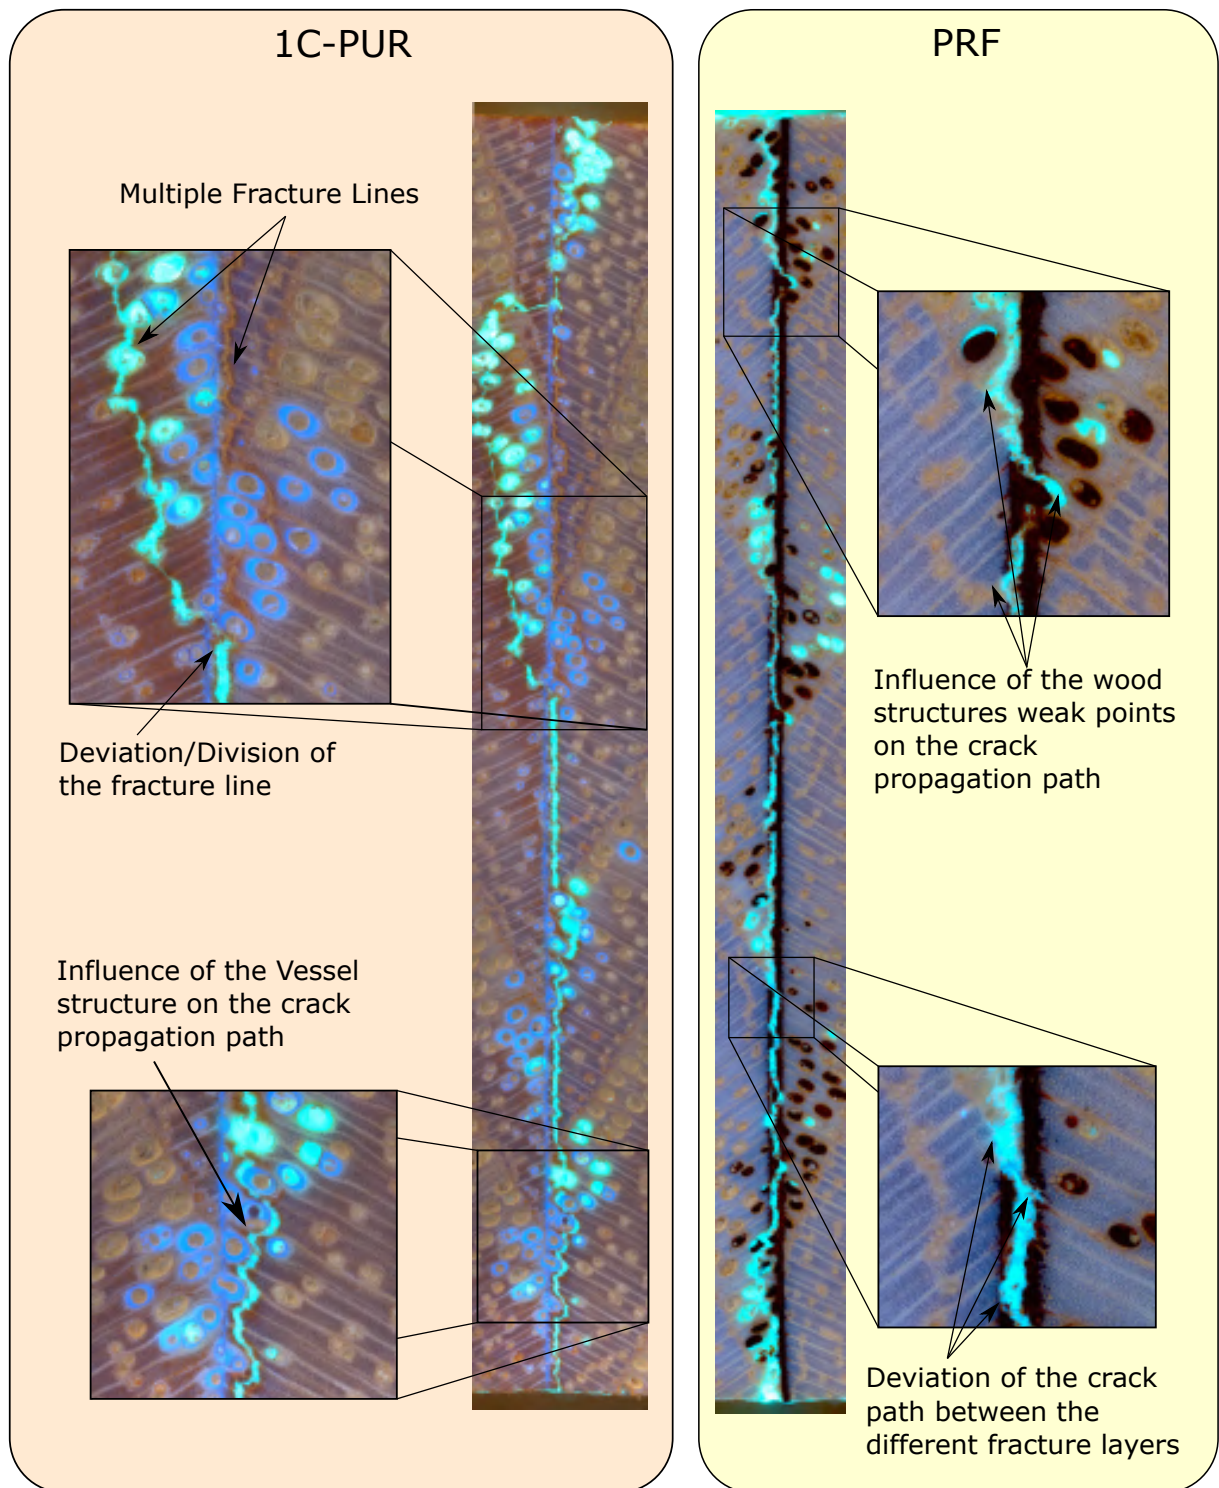 1C-PUR
Multiple Fracture Lines
Deviation/Division of
the fracture line
Influence of the Vessel
structure on the crack
propagation path
PRF
Influence of the wood
structures weak points
on the crack
propagation path
Deviation of the crack
path between the
different fracture layers